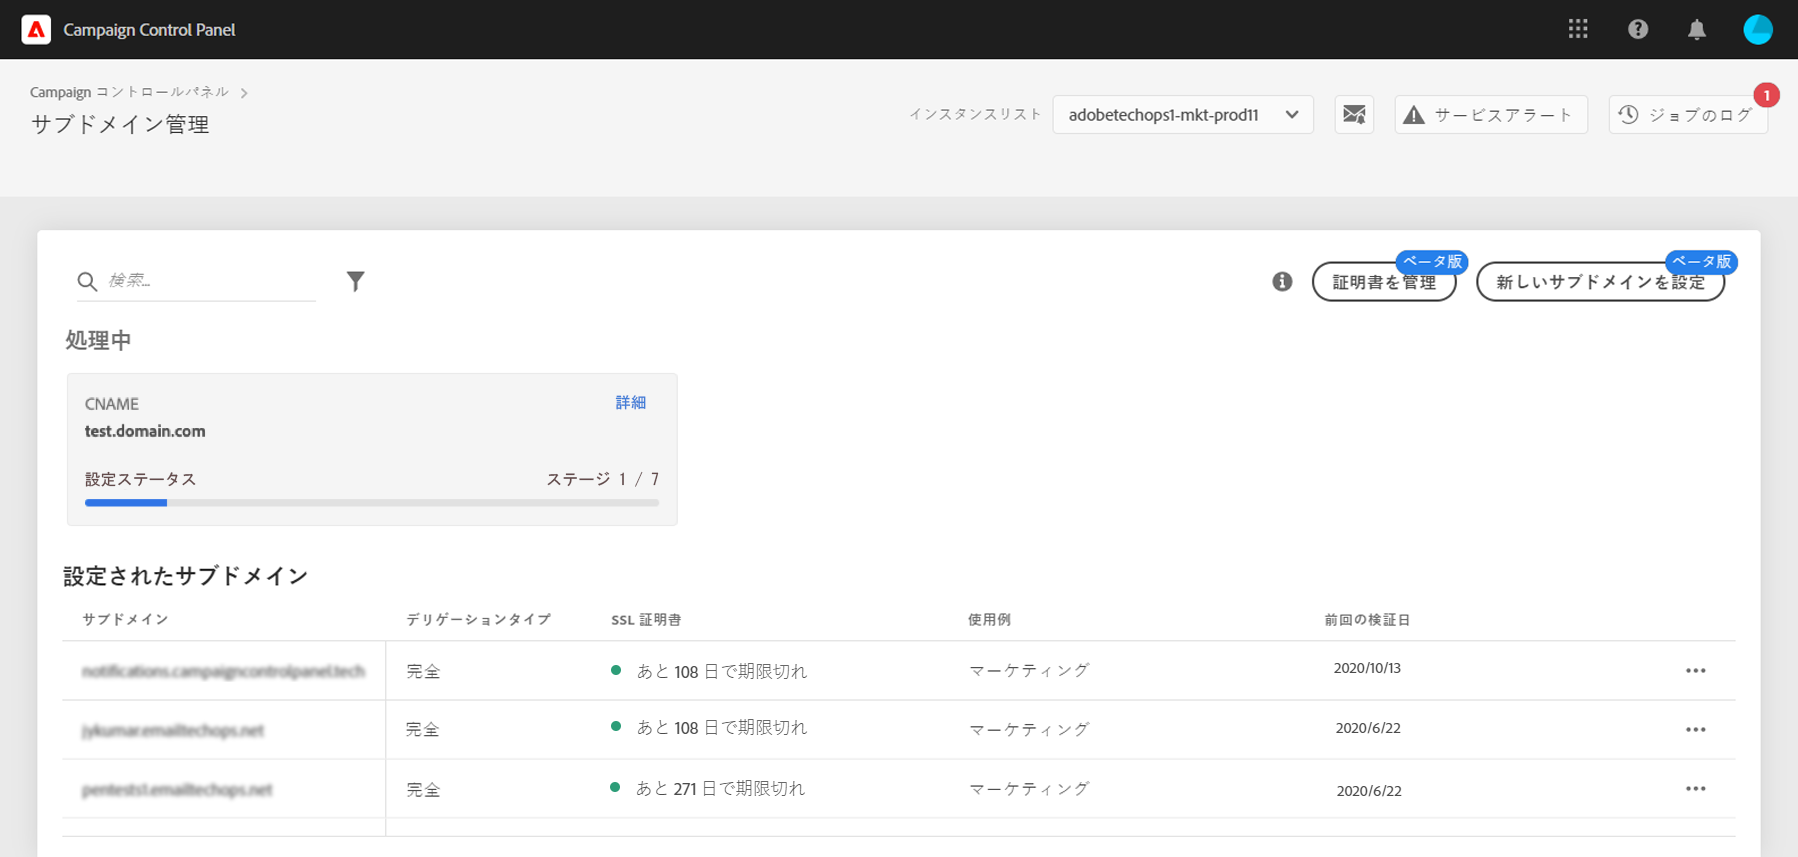 Campaign Control Panel
Campaign コントロールパネル
サブドメイン管理
インスタンスリスト
adobetechops1-mkt-prod11
サービスアラート
ジョブのログ
1
検索...
証明書を管理
ベータ版
新しいサブドメインを設定
ベータ版
処理中
CNAME
詳細
test.domain.com
設定ステータス
ステージ 1 / 7
設定されたサブドメイン
サブドメイン
デリゲーションタイプ
SSL 証明書
使用例
前回の検証日
notifications.campaigncontrolpanel.tech
完全
あと 108 日で期限切れ
マーケティング
2020/10/13
jykumar.emailtechops.net
完全
あと 108 日で期限切れ
マーケティング
2020/6/22
pentests1.emailtechops.net
完全
あと 271 日で期限切れ
マーケティング
2020/6/22